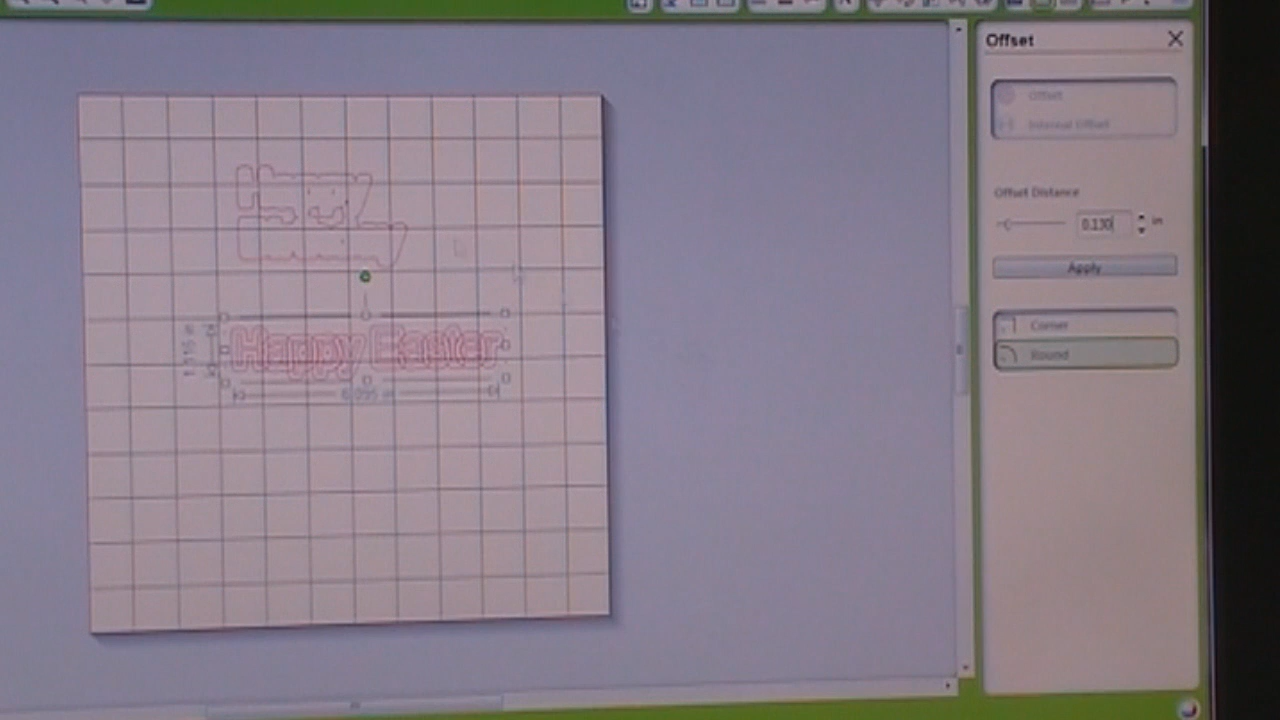 Offset
Offset
Internal Offset
Offset Distance
0.130 in
Apply
Corner
Round
Happy Easter